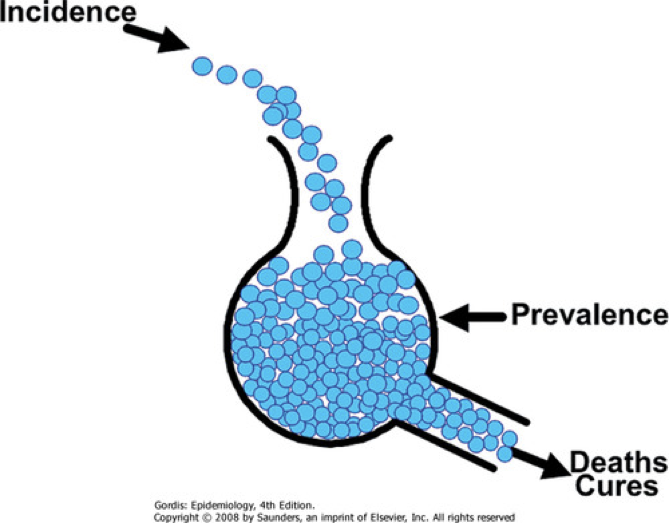 Incidence
Prevalence
Deaths
Cures
Gordis: Epidemiology, 4th Edition.
Copyright © 2008 by Saunders, an imprint of Elsevier, Inc. All rights reserved